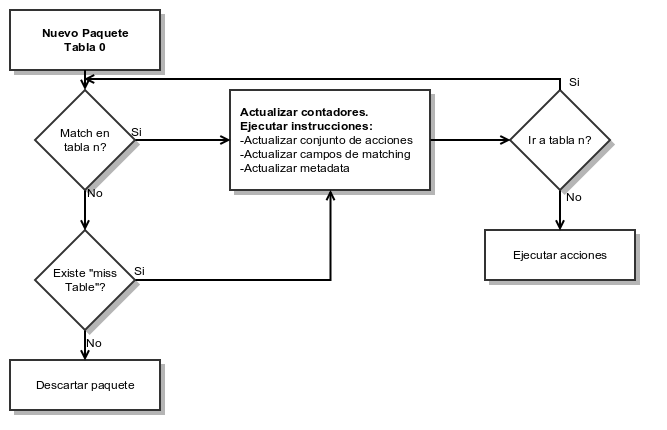 Nuevo Paquete
Tabla 0
Si
Match en
tabla n?
Si
Actualizar contadores.
Ejecutar instrucciones:
-Actualizar conjunto de acciones
-Actualizar campos de matching
-Actualizar metadata
Ir a tabla n?
No
No
Existe "miss
Table"?
Si
Ejecutar acciones
No
Descartar paquete